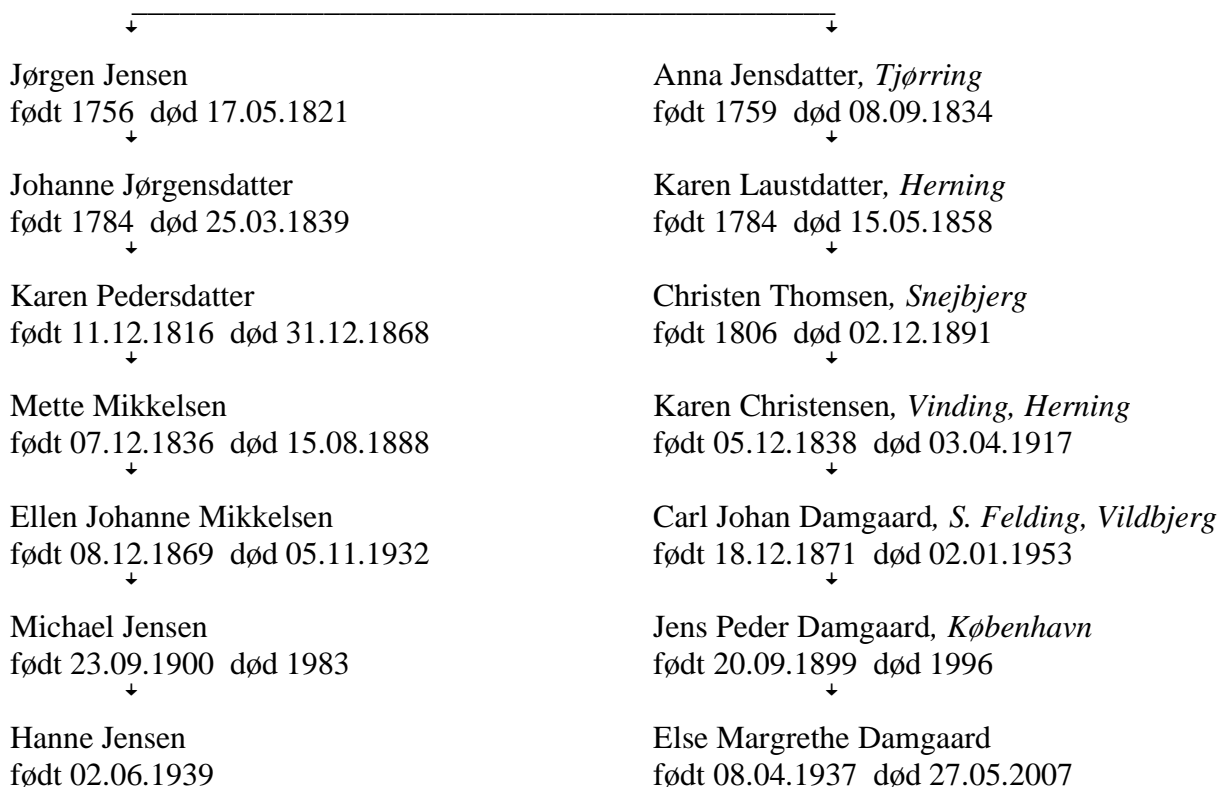 Jørgen Jensen
født 1756  død 17.05.1821
Anna Jensdatter, Tjørring
født 1759  død 08.09.1834
Johanne Jørgensdatter
født 1784  død 25.03.1839
Karen Laustdatter, Herning
født 1784  død 15.05.1858
Karen Pedersdatter
født 11.12.1816  død 31.12.1868
Christen Thomsen, Snejbjerg
født 1806  død 02.12.1891
Mette Mikkelsen
født 07.12.1836  død 15.08.1888
Karen Christensen, Vinding, Herning
født 05.12.1838  død 03.04.1917
Ellen Johanne Mikkelsen
født 08.12.1869  død 05.11.1932
Carl Johan Damgaard, S. Felding, Vildbjerg
født 18.12.1871  død 02.01.1953
Michael Jensen
født 23.09.1900  død 1983
Jens Peder Damgaard, København
født 20.09.1899  død 1996
Hanne Jensen
født 02.06.1939
Else Margrethe Damgaard
født 08.04.1937  død 27.05.2007